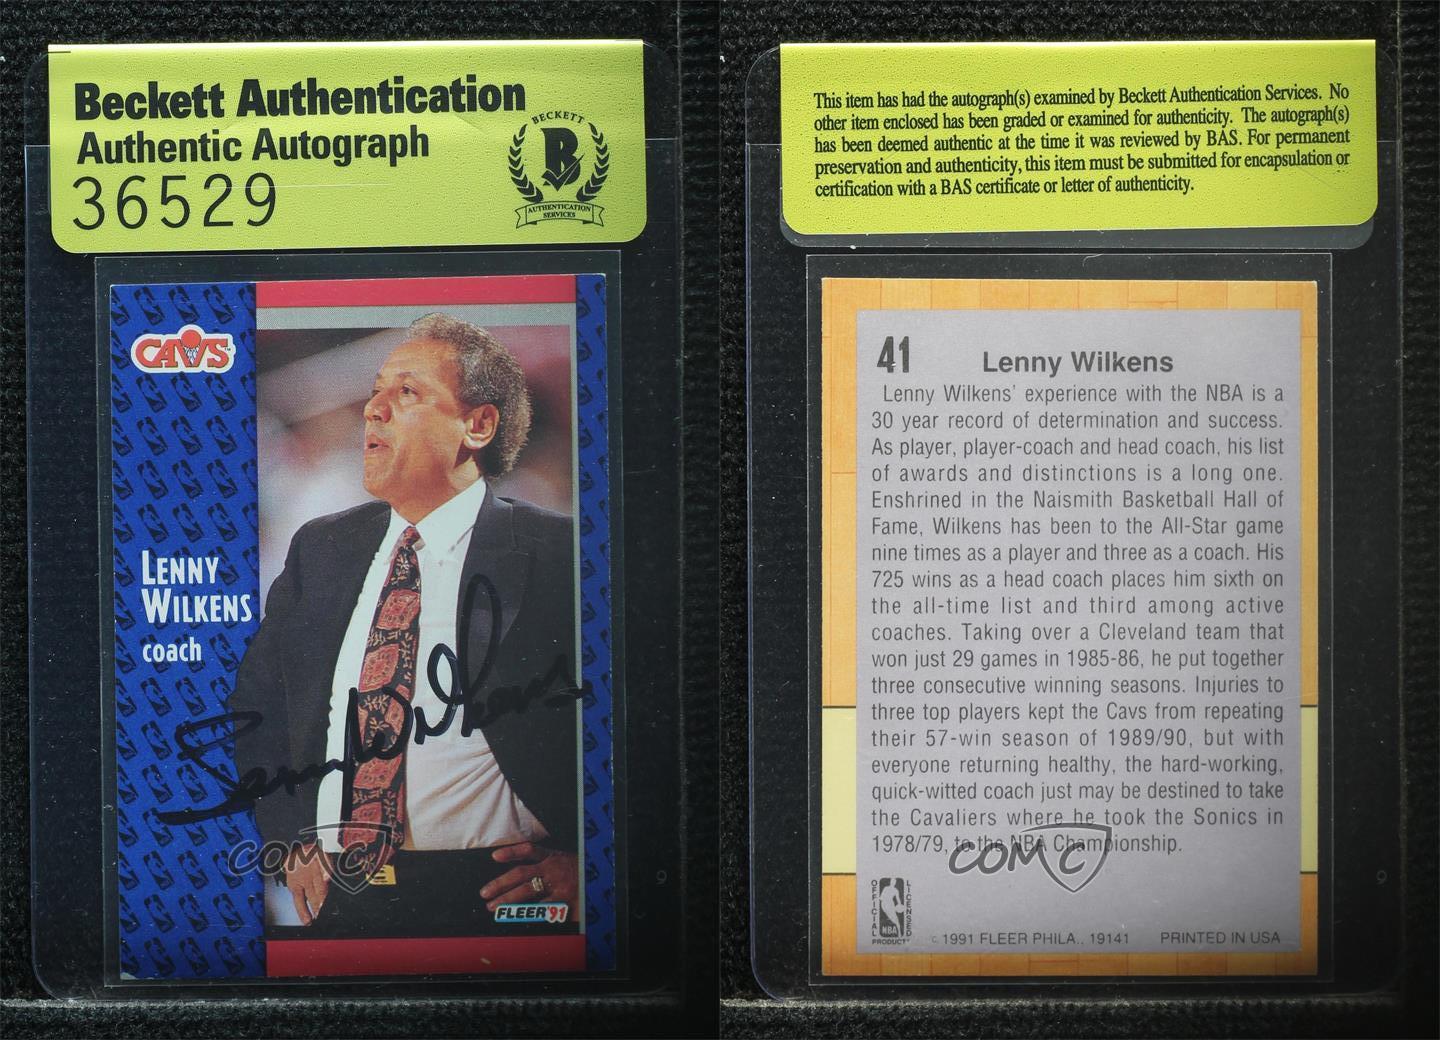 Beckett Authentication
Authentic Autograph
36529
BECKETT
B
AUTHENTICATION
SERVICES
CAVS
LENNY
WILKENS
coach
Lenny Wilkens
COMC
FLEER '91
9
This item has had the autograph(s) examined by Beckett Authentication Services. No
other item enclosed has been graded or examined for authenticity. The autograph(s)
has been deemed authentic at the time it was reviewed by BAS. For permanent
preservation and authenticity, this item must be submitted for encapsulation or
certification with a BAS certificate or letter of authenticity.
41 Lenny Wilkens
Lenny Wilkens' experience with the NBA is a
30 year record of determination and success.
As player, player-coach and head coach, his list
of awards and distinctions is a long one.
Enshrined in the Naismith Basketball Hall of
Fame, Wilkens has been to the All-Star game
nine times as a player and three as a coach. His
725 wins as a head coach places him sixth on
the all-time list and third among active
coaches. Taking over a Cleveland team that
won just 29 games in 1985-86, he put together
three consecutive winning seasons. Injuries to
three top players kept the Cavs from repeating
their 57-win season of 1989/90, but with
everyone returning healthy, the hard-working,
quick-witted coach just may be destined to take
the Cavaliers where he took the Sonics in
1978/79, to the NBA Championship.
COMC
OFFICIAL
LICENSED
NBA
PRODUCT
© 1991 FLEER PHILA., 19141 PRINTED IN USA
9